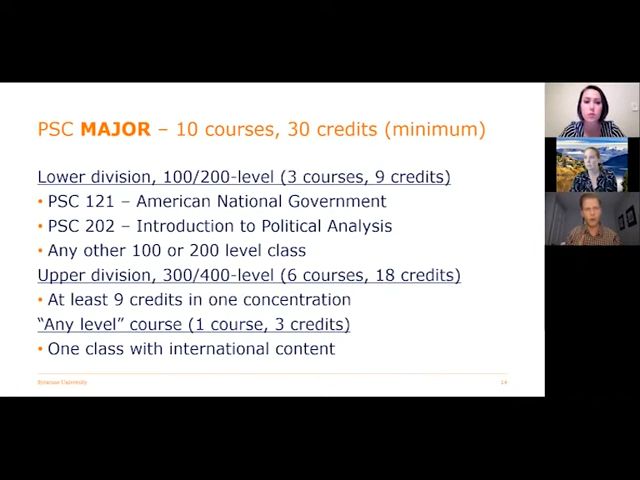 PSC MAJOR – 10 courses, 30 credits (minimum)
Lower division, 100/200-level (3 courses, 9 credits)
• PSC 121 – American National Government
• PSC 202 – Introduction to Political Analysis
• Any other 100 or 200 level class
Upper division, 300/400-level (6 courses, 18 credits)
• At least 9 credits in one concentration
“Any level” course (1 course, 3 credits)
• One class with international content
Syracuse University
14